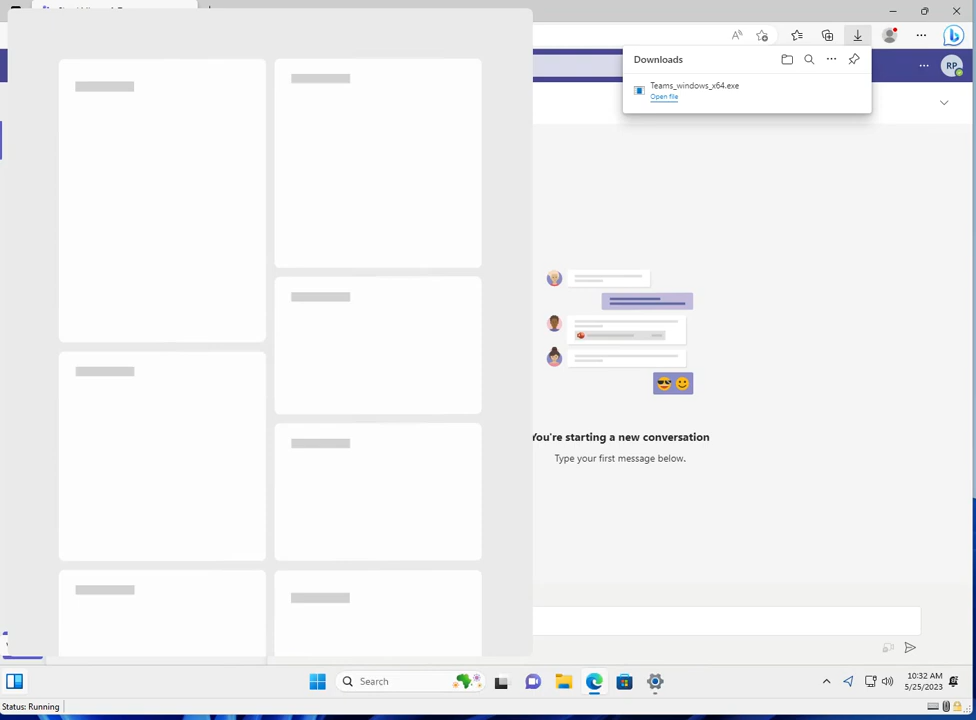 Downloads
Teams_windows_x64.exe
Open file
RP
You're starting a new conversation
Type your first message below.
Search
10:32 AM
5/25/2023
Status: Running